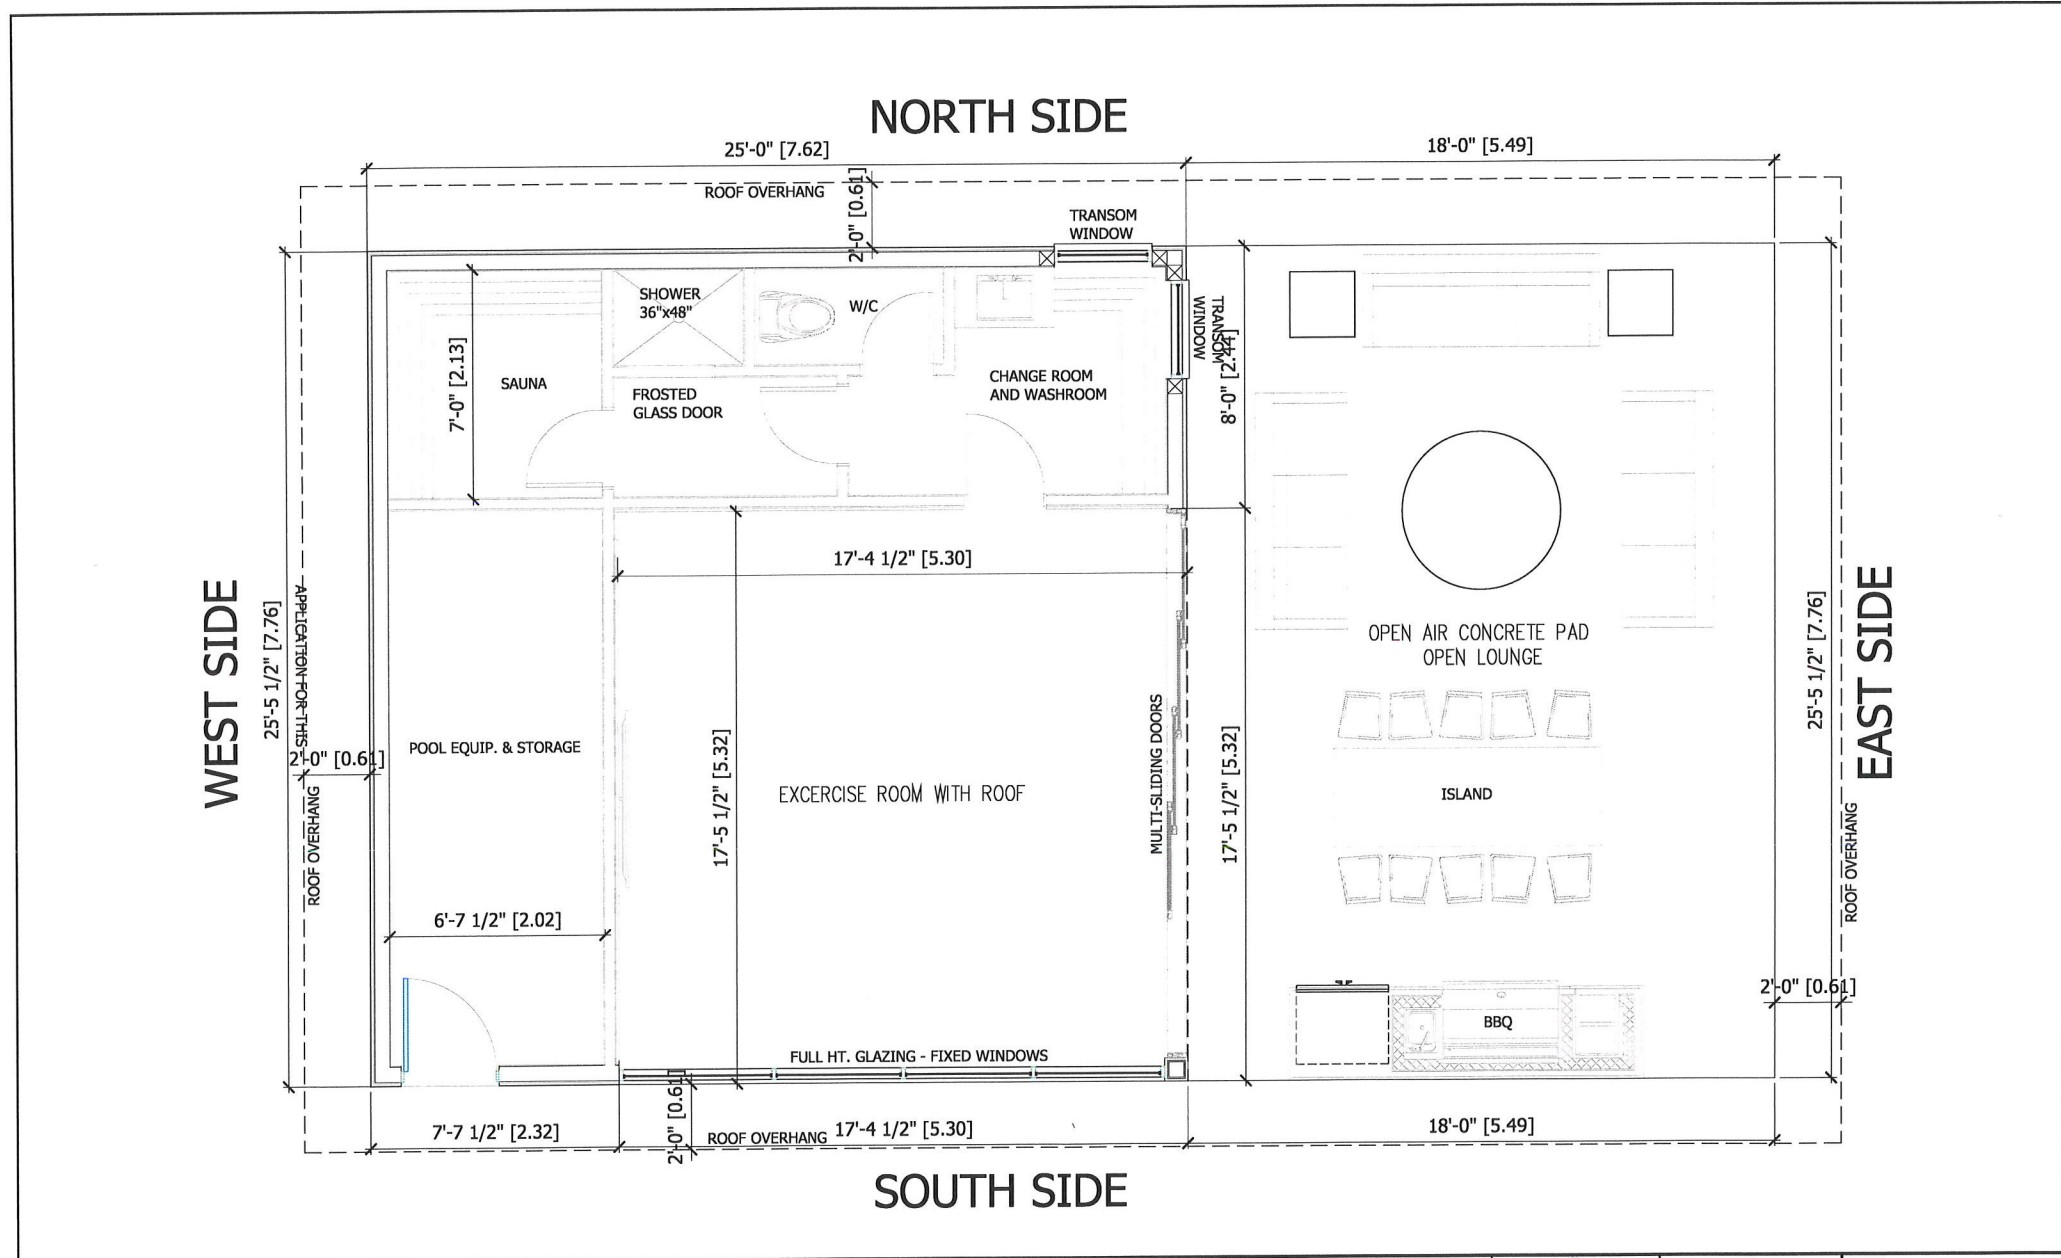 NORTH SIDE
25'-0" [7.62]
18'-0" [5.49]
ROOF OVERHANG
2'-0" [0.61]
TRANSOM
WINDOW
SHOWER
36"x48"
W/C
TRANSOM
WINDOW
8'-0" [2.44]
7'-0" [2.13]
SAUNA
FROSTED
GLASS DOOR
CHANGE ROOM
AND WASHROOM
17'-4 1/2" [5.30]
WEST SIDE
25'-5 1/2" [7.76]
APPLICATION FOR THIS
2'-0" [0.61]
ROOF OVERHANG
POOL EQUIP. & STORAGE
17'-5 1/2" [5.32]
EXCERCISE ROOM WITH ROOF
MULTI-SLIDING DOORS
17'-5 1/2" [5.32]
OPEN AIR CONCRETE PAD
OPEN LOUNGE
ISLAND
25'-5 1/2" [7.76]
EAST SIDE
ROOF OVERHANG
6'-7 1/2" [2.02]
2'-0" [0.61]
BBQ
FULL HT. GLAZING - FIXED WINDOWS
7'-7 1/2" [2.32]
2'-0" [0.61]
ROOF OVERHANG
17'-4 1/2" [5.30]
18'-0" [5.49]
SOUTH SIDE